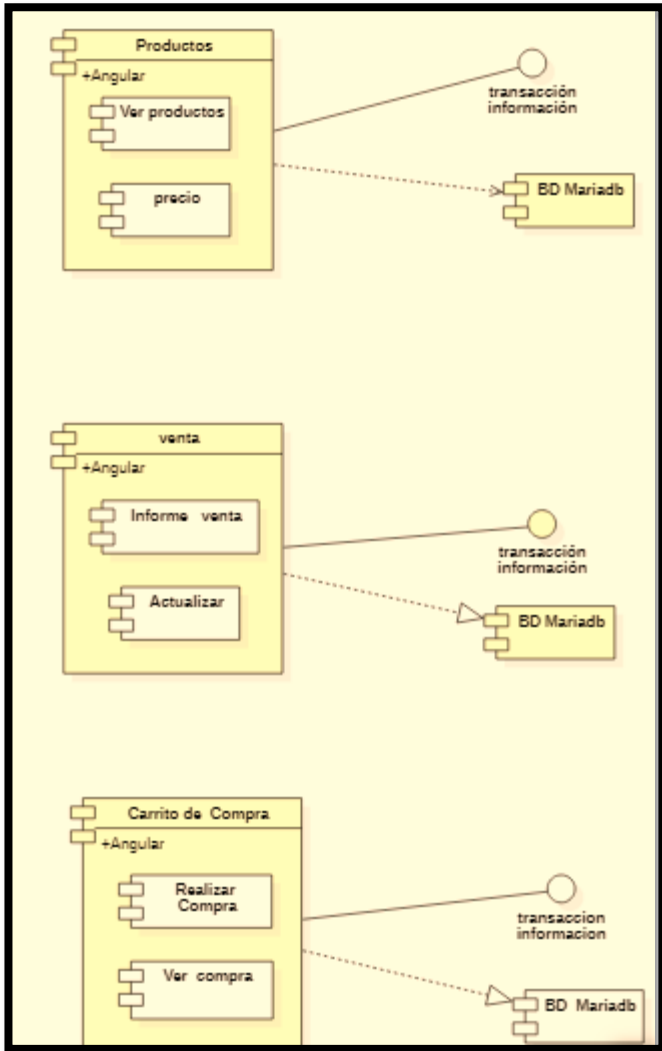 Productos
+Angular
Ver productos
precio
transacción
información
BD Mariadb
venta
+Angular
Informe venta
Actualizar
transacción
información
BD Mariadb
Carrito de Compra
+Angular
Realizar
Compra
Ver compra
transaccion
informacion
BD Mariadb